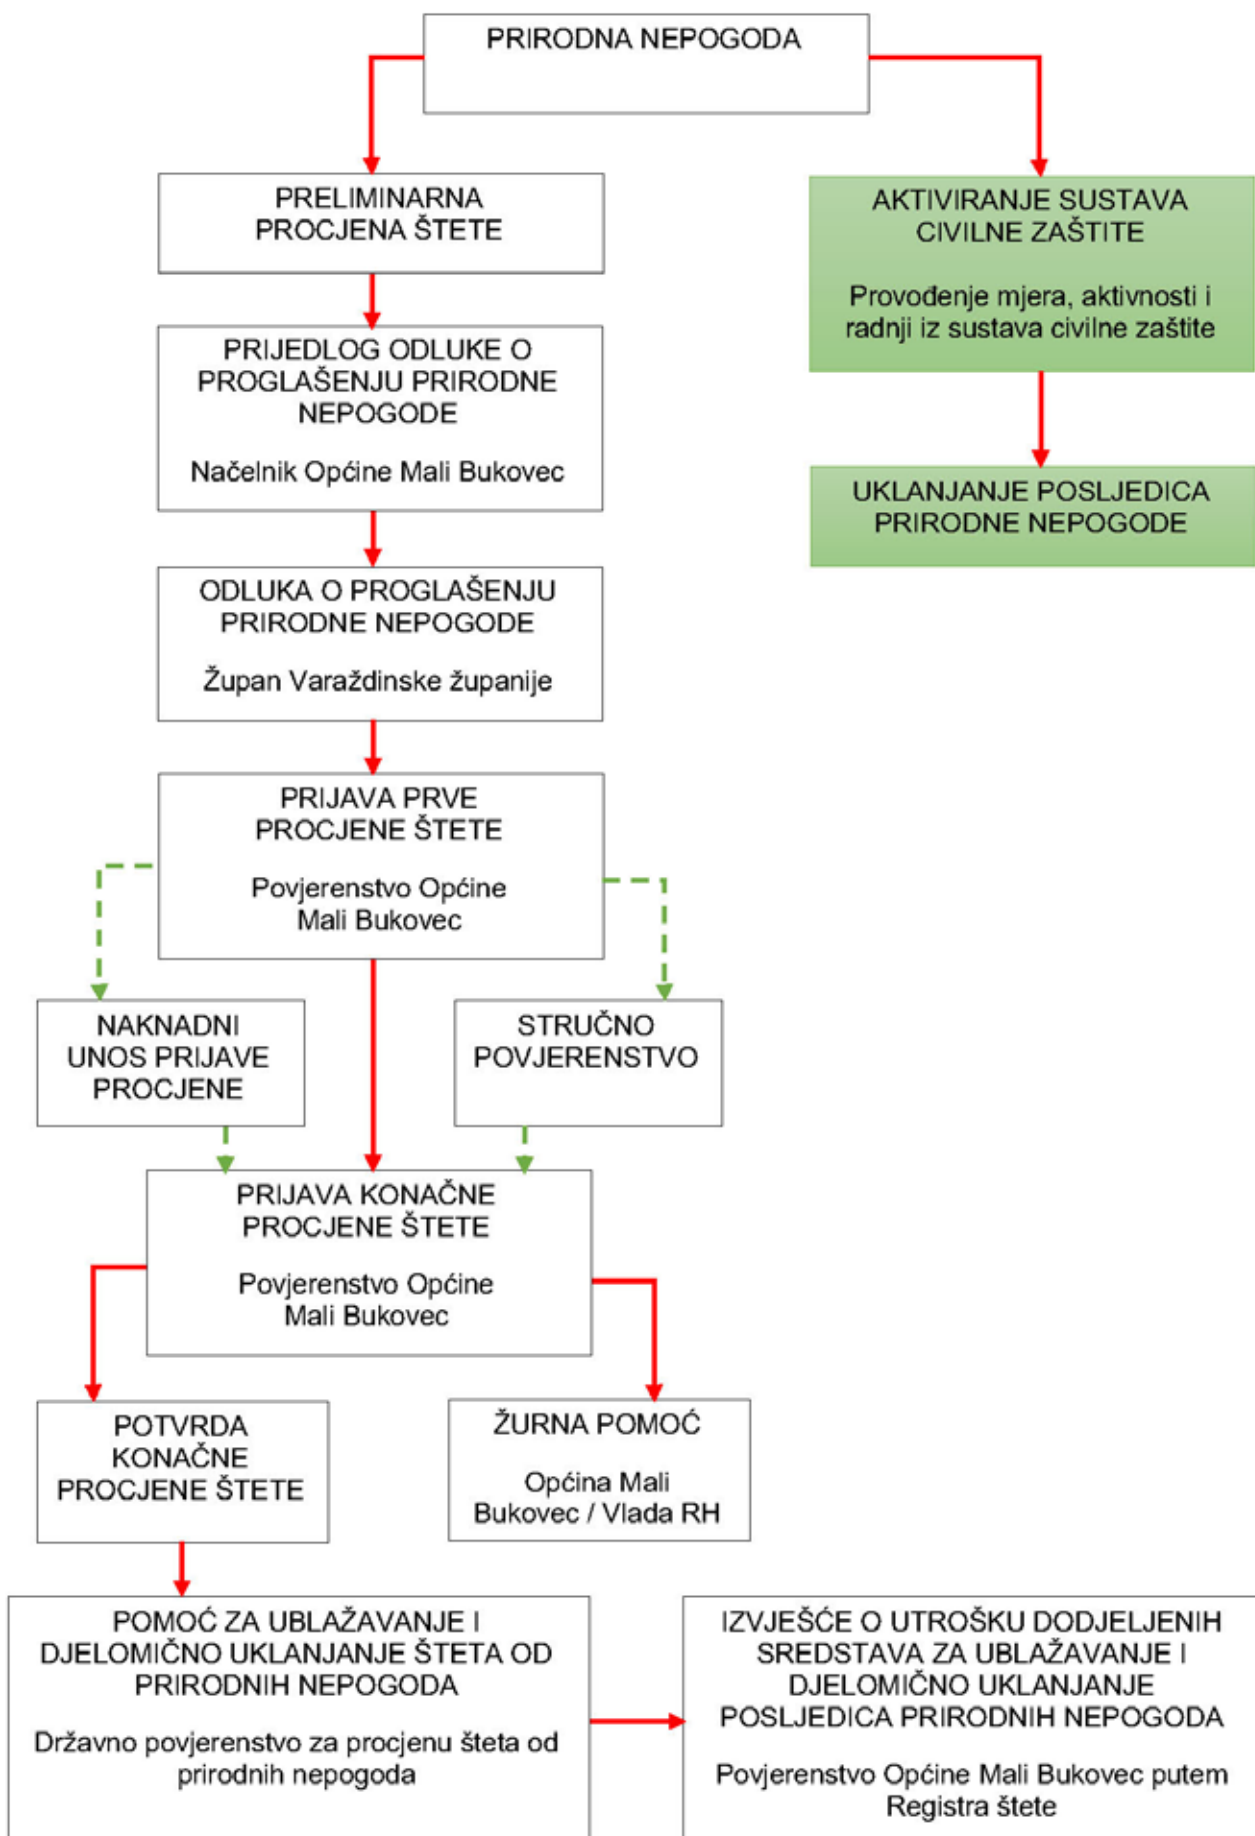 PRIRODNA NEPOGODA
PRELIMINARNA
PROCJENA ŠTETE
AKTIVIRANJE SUSTAVA
CIVILNE ZAŠTITE
Provođenje mjera, aktivnosti i
radnji iz sustava civilne zaštite
PRIJEDLOG ODLUKE O
PROGLAŠENJU PRIRODNE
NEPOGODE
Načelnik Općine Mali Bukovec
UKLANJANJE POSLJEDICA
PRIRODNE NEPOGODE
ODLUKA O PROGLAŠENJU
PRIRODNE NEPOGODE
Župan Varaždinske županije
PRIJAVA PRVE
PROCJENE ŠTETE
Povjerenstvo Općine
Mali Bukovec
NAKNADNI
UNOS PRIJAVE
PROCJENE
STRUČNO
POVJERENSTVO
PRIJAVA KONAČNE
PROCJENE ŠTETE
Povjerenstvo Općine
Mali Bukovec
POTVRDA
KONAČNE
PROCJENE ŠTETE
ŽURNA POMOĆ
Općina Mali
Bukovec / Vlada RH
POMOĆ ZA UBLAŽAVANJE I
DJELOMIČNO UKLANJANJE ŠTETA OD
PRIRODNIH NEPOGODA
Državno povjerenstvo za procjenu šteta od
prirodnih nepogoda
IZVJEŠĆE O UTROŠKU DODJELJENIH
SREDSTAVA ZA UBLAŽAVANJE I
DJELOMIČNO UKLANJANJE
POSLJEDICA PRIRODNIH NEPOGODA
Povjerenstvo Općine Mali Bukovec putem
Registra štete